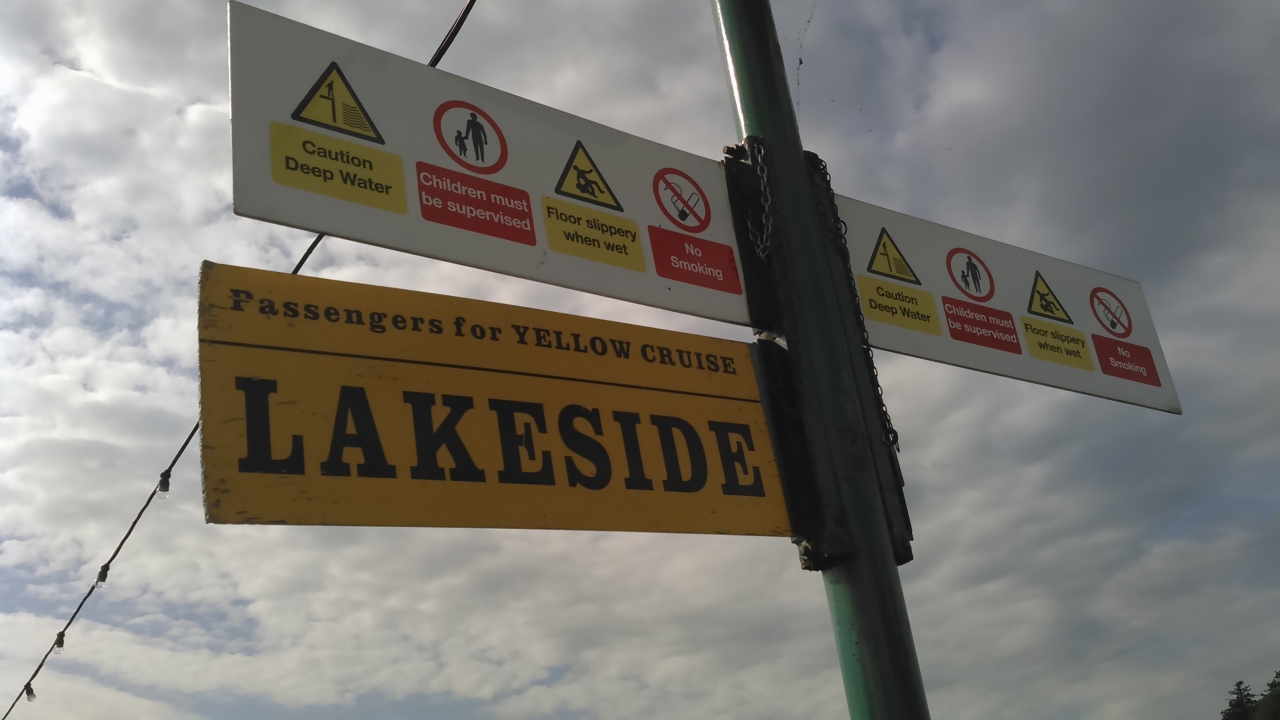 Caution
Deep Water
Children must
be supervised
Floor slippery
when wet
No
Smoking
Passengers for YELLOW CRUISE
LAKESIDE
Caution
Deep Water
Children must
be supervised
Floor slippery
when wet
No
Smoking